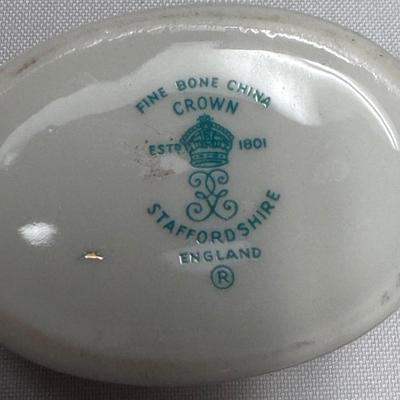 FINE BONE CHINA
CROWN
ESTD 1801
STAFFORDSHIRE
ENGLAND
®